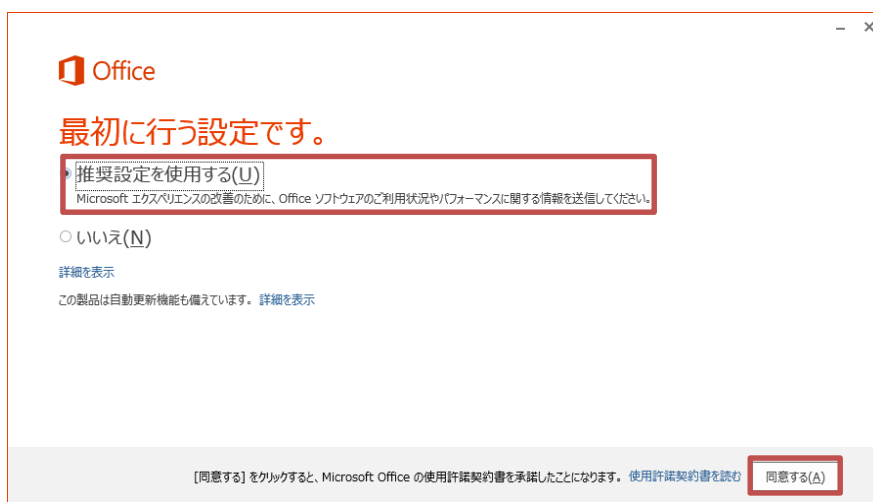 Office
最初に行う設定です。
推奨設定を使用する(U)
Microsoft エクスペリエンスの改善のために、Office ソフトウェアのご利用状況やパフォーマンスに関する情報を送信してください。
いいえ(N)
詳細を表示
この製品は自動更新機能も備えています。 詳細を表示
[同意する] をクリックすると、Microsoft Office の使用許諾契約書を承諾したことになります。 使用許諾契約書を読む 同意する(A)